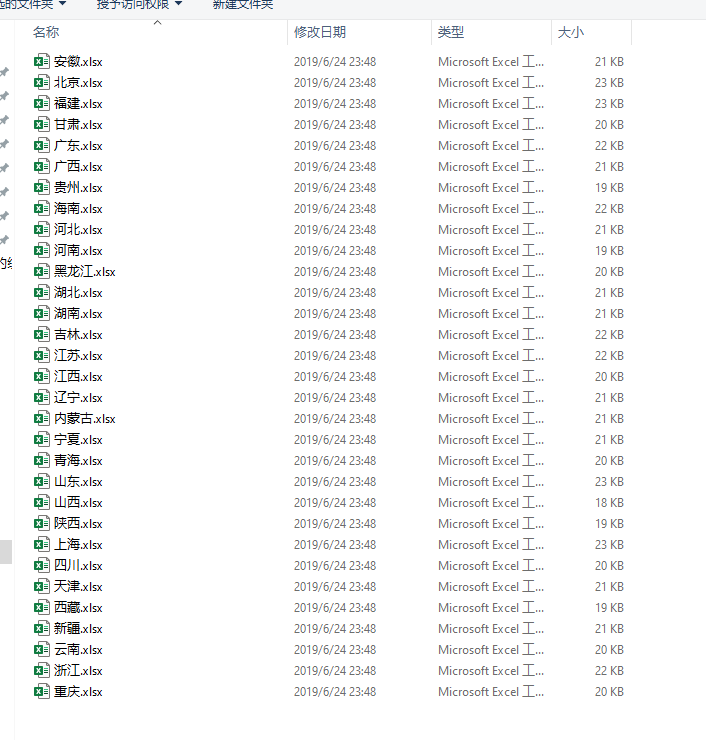 选的文件夹 授予访问权限 新建文件夹
名称 修改日期 类型 大小
安徽.xlsx 2019/6/24 23:48 Microsoft Excel 工... 21 KB
北京.xlsx 2019/6/24 23:48 Microsoft Excel 工... 23 KB
福建.xlsx 2019/6/24 23:48 Microsoft Excel 工... 23 KB
甘肃.xlsx 2019/6/24 23:48 Microsoft Excel 工... 20 KB
广东.xlsx 2019/6/24 23:48 Microsoft Excel 工... 22 KB
广西.xlsx 2019/6/24 23:48 Microsoft Excel 工... 21 KB
贵州.xlsx 2019/6/24 23:48 Microsoft Excel 工... 19 KB
海南.xlsx 2019/6/24 23:48 Microsoft Excel 工... 22 KB
河北.xlsx 2019/6/24 23:48 Microsoft Excel 工... 21 KB
河南.xlsx 2019/6/24 23:48 Microsoft Excel 工... 19 KB
黑龙江.xlsx 2019/6/24 23:48 Microsoft Excel 工... 20 KB
湖北.xlsx 2019/6/24 23:48 Microsoft Excel 工... 21 KB
湖南.xlsx 2019/6/24 23:48 Microsoft Excel 工... 21 KB
吉林.xlsx 2019/6/24 23:48 Microsoft Excel 工... 22 KB
江苏.xlsx 2019/6/24 23:48 Microsoft Excel 工... 22 KB
江西.xlsx 2019/6/24 23:48 Microsoft Excel 工... 20 KB
辽宁.xlsx 2019/6/24 23:48 Microsoft Excel 工... 21 KB
内蒙古.xlsx 2019/6/24 23:48 Microsoft Excel 工... 21 KB
宁夏.xlsx 2019/6/24 23:48 Microsoft Excel 工... 21 KB
青海.xlsx 2019/6/24 23:48 Microsoft Excel 工... 20 KB
山东.xlsx 2019/6/24 23:48 Microsoft Excel 工... 23 KB
山西.xlsx 2019/6/24 23:48 Microsoft Excel 工... 18 KB
陕西.xlsx 2019/6/24 23:48 Microsoft Excel 工... 19 KB
上海.xlsx 2019/6/24 23:48 Microsoft Excel 工... 23 KB
四川.xlsx 2019/6/24 23:48 Microsoft Excel 工... 20 KB
天津.xlsx 2019/6/24 23:48 Microsoft Excel 工... 21 KB
西藏.xlsx 2019/6/24 23:48 Microsoft Excel 工... 19 KB
新疆.xlsx 2019/6/24 23:48 Microsoft Excel 工... 21 KB
云南.xlsx 2019/6/24 23:48 Microsoft Excel 工... 20 KB
浙江.xlsx 2019/6/24 23:48 Microsoft Excel 工... 22 KB
重庆.xlsx 2019/6/24 23:48 Microsoft Excel 工... 20 KB